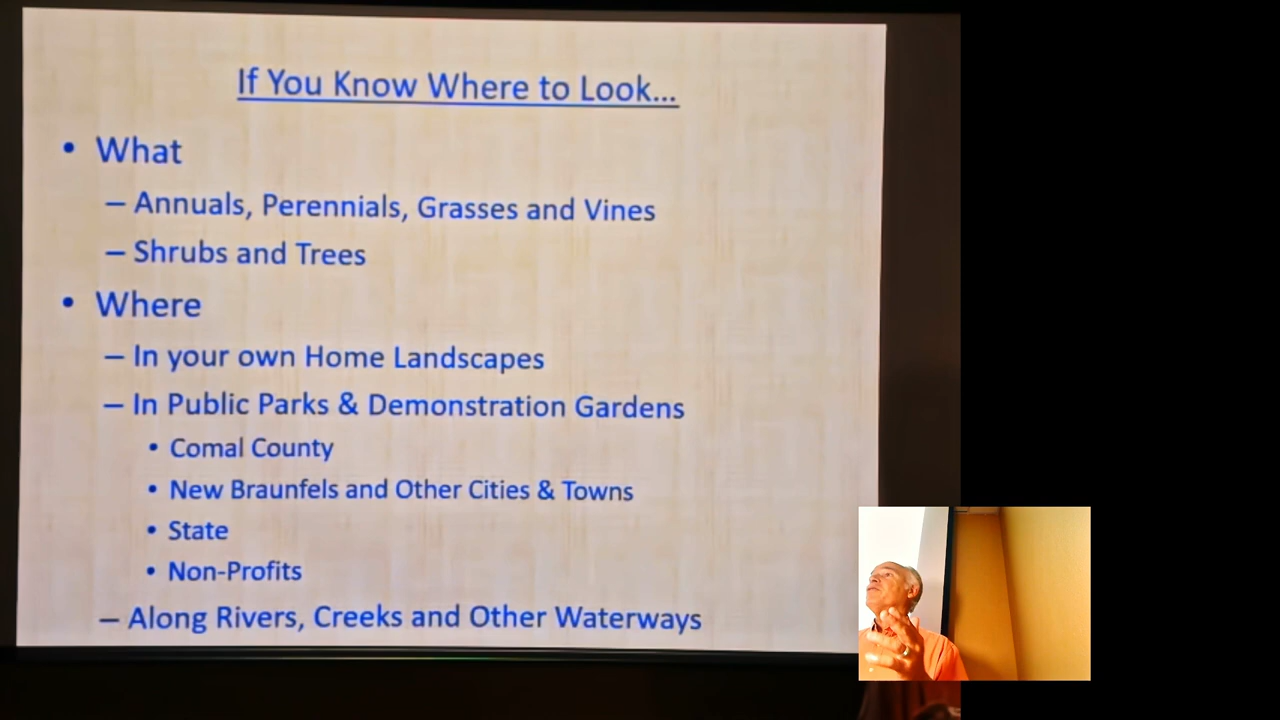 If You Know Where to Look...
• What
– Annuals, Perennials, Grasses and Vines
– Shrubs and Trees
• Where
– In your own Home Landscapes
– In Public Parks & Demonstration Gardens
• Comal County
• New Braunfels and Other Cities & Towns
• State
• Non-Profits
– Along Rivers, Creeks and Other Waterways